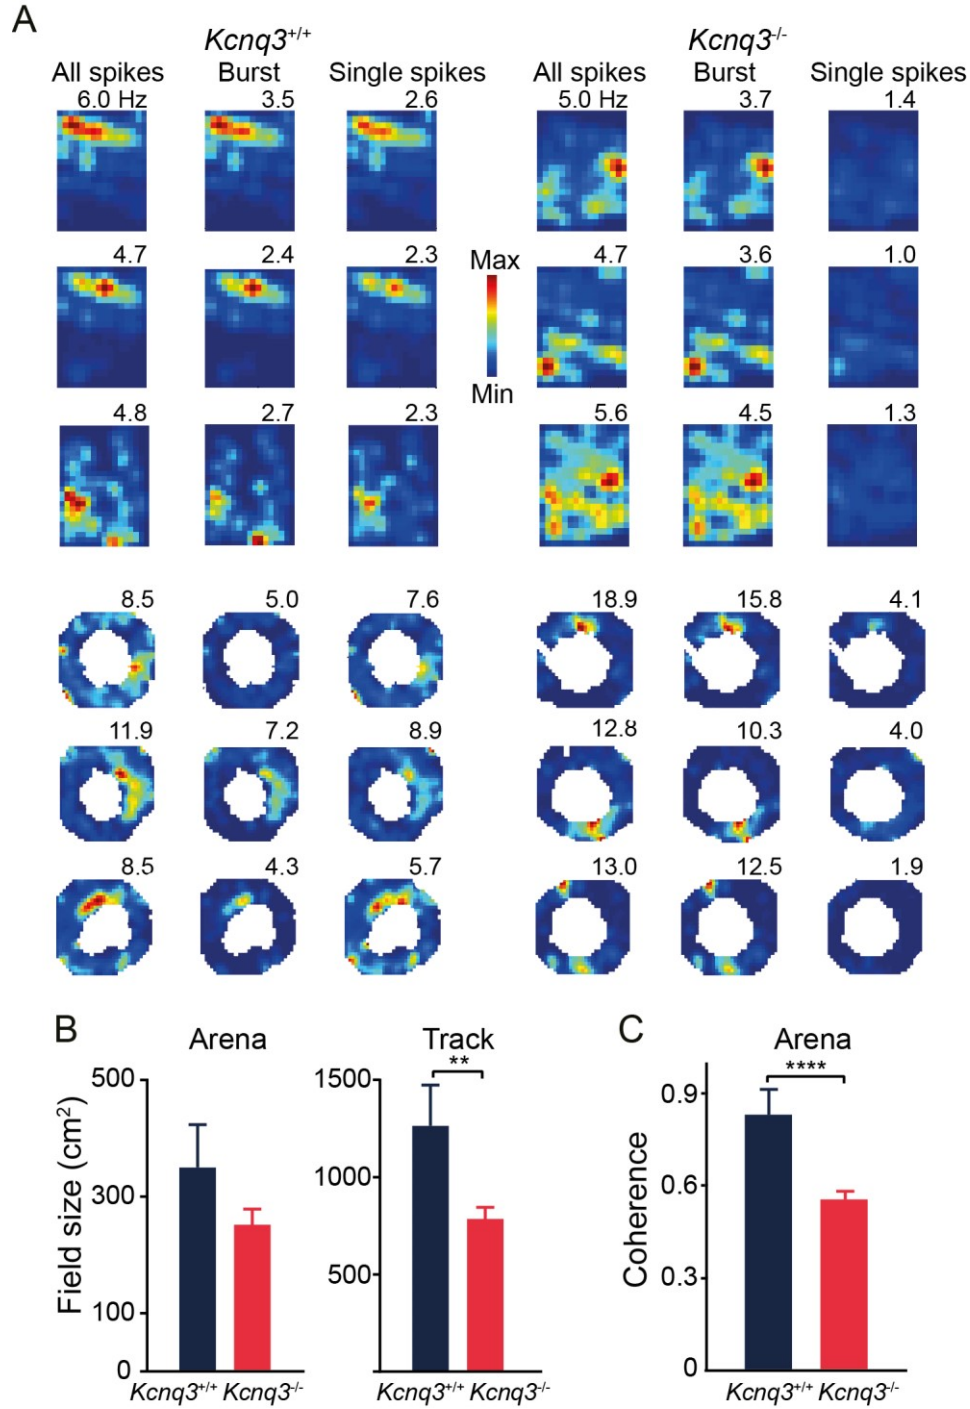 A
Kcnq3+/+ Kcnq3-/-
All spikes Burst Single spikes All spikes Burst Single spikes
6.0 Hz 3.5 2.6 5.0 Hz 3.7 1.4
4.7 2.4 2.3 4.7 3.6 1.0
Max
Min
4.8 2.7 2.3 5.6 4.5 1.3
8.5 5.0 7.6 18.9 15.8 4.1
11.9 7.2 8.9 12.8 10.3 4.0
8.5 4.3 5.7 13.0 12.5 1.9
B
Arena
Field size (cm2)
500
300
100
0
Kcnq3+/+ Kcnq3-/-
Track
**
1500
1000
500
Kcnq3+/+ Kcnq3-/-
C
Arena
****
Coherence
0.9
0.6
0.3
0
Kcnq3+/+ Kcnq3-/-